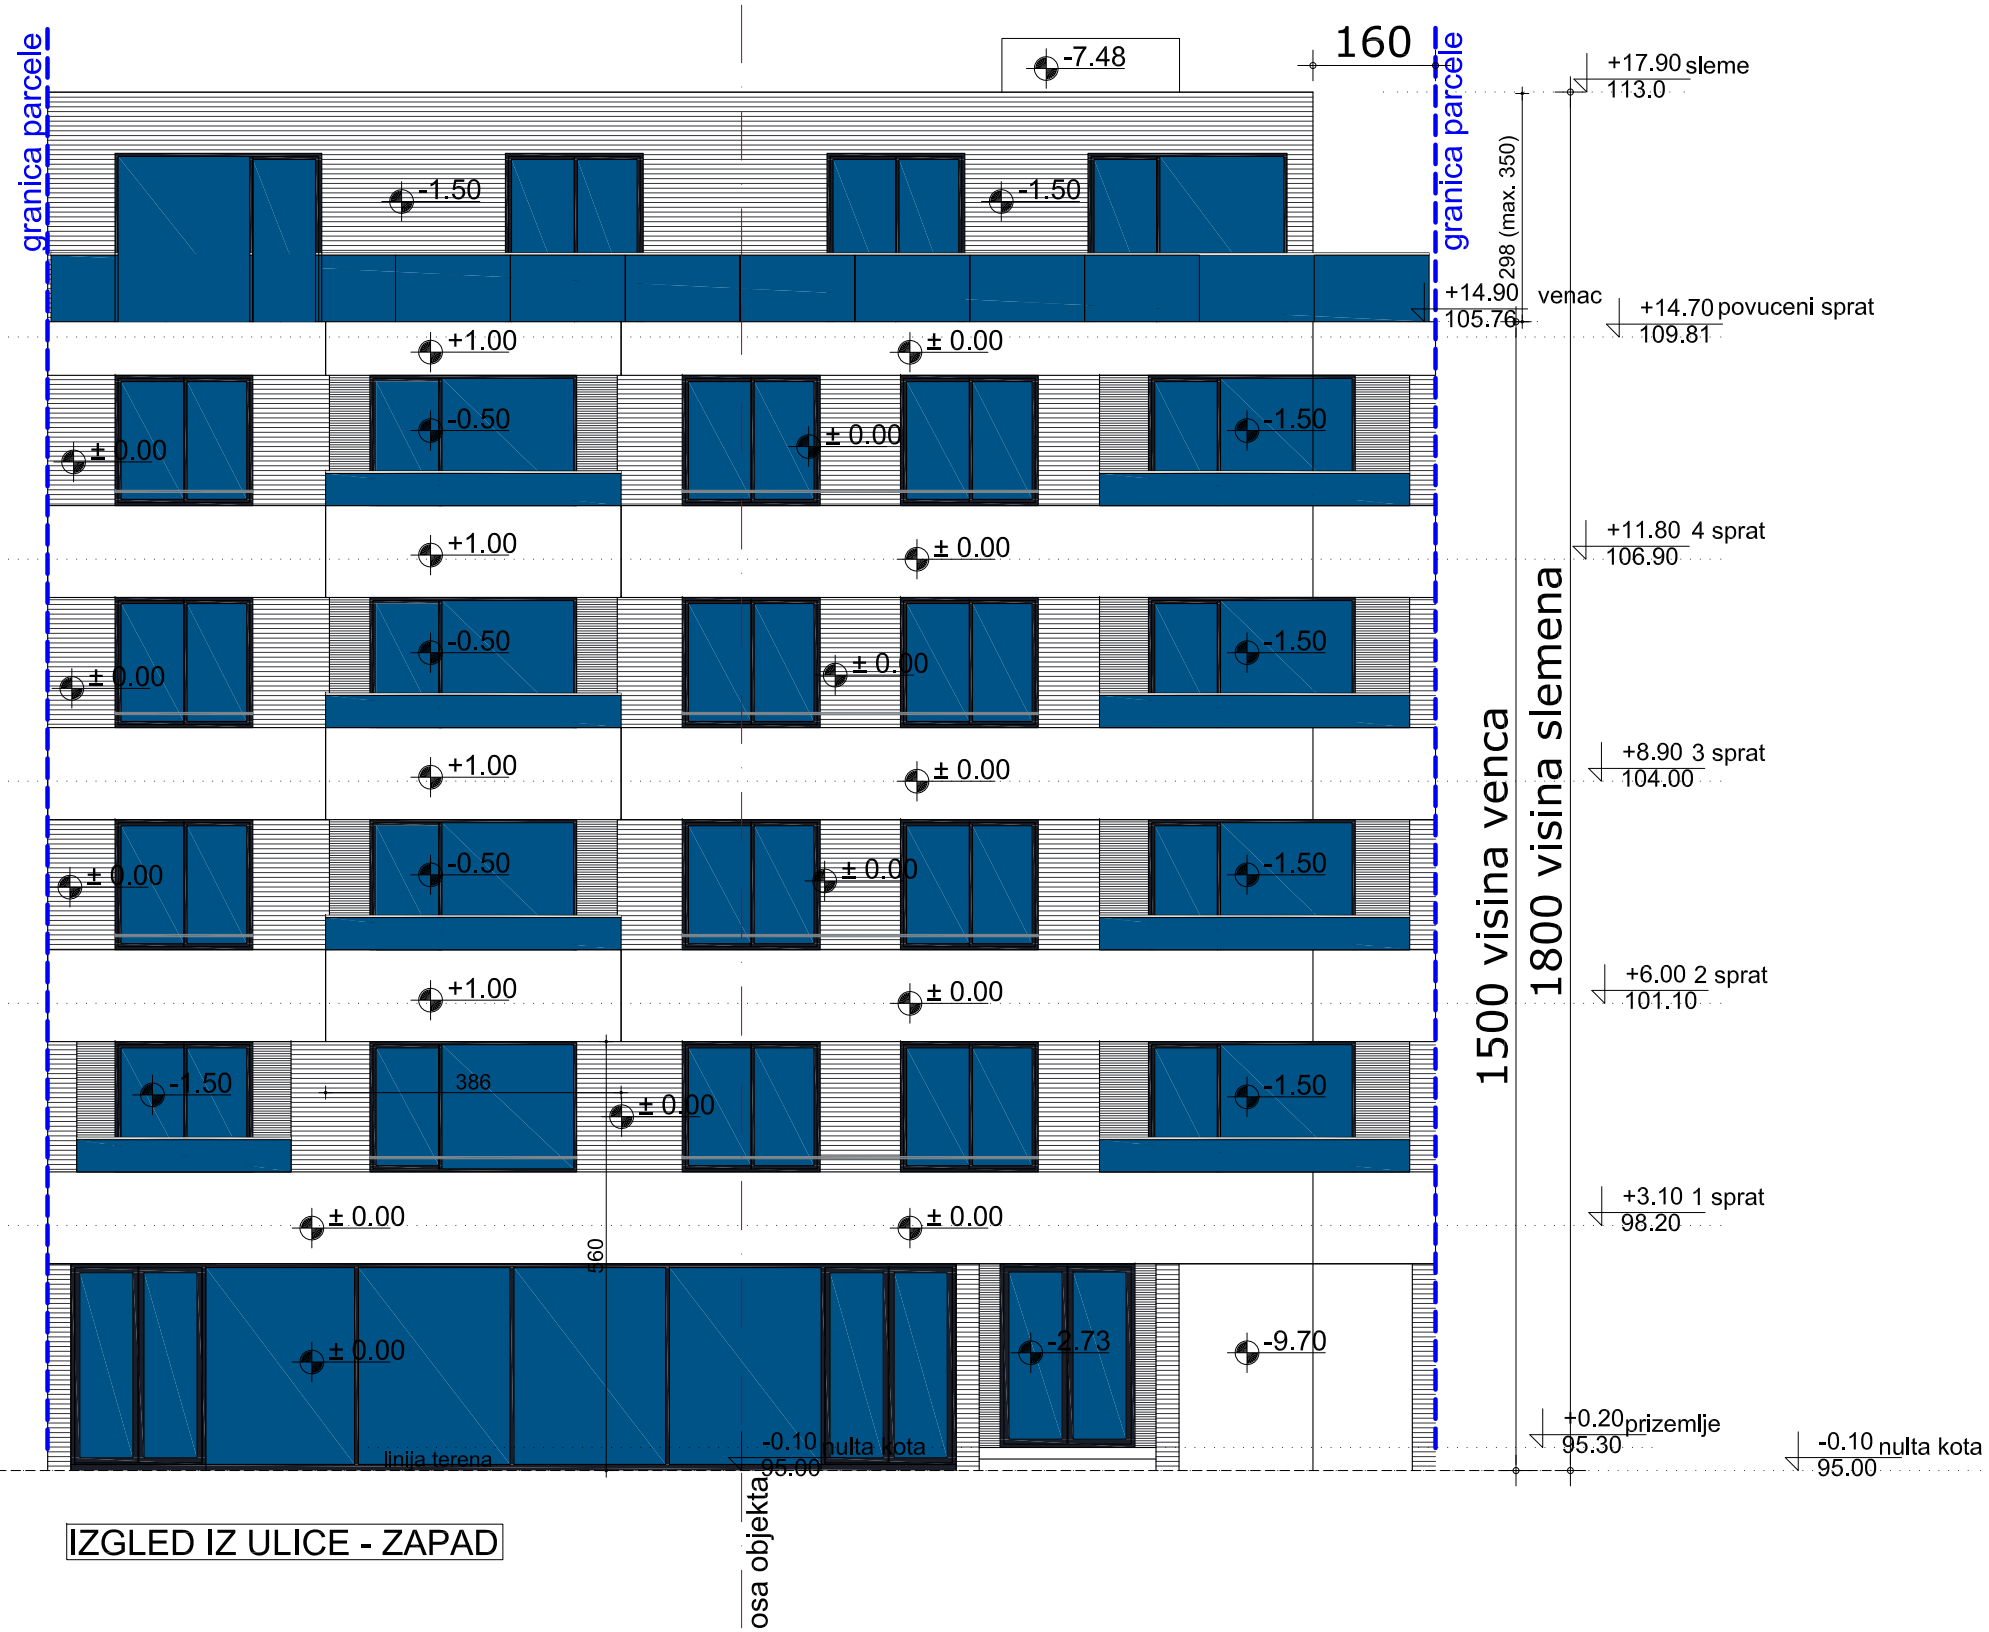 granica parcele
-7.48
160
granica parcele
+17.90 sleme
113.0
-1.50
-1.50
298 (max. 350)
+14.90 venac
105.76
+14.70 povuceni sprat
109.81
+1.00
± 0.00
± 0.00
-0.50
± 0.00
-1.50
+1.00
± 0.00
+11.80 4 sprat
106.90
± 0.00
-0.50
± 0.00
-1.50
+1.00
± 0.00
+8.90 3 sprat
104.00
± 0.00
-0.50
± 0.00
-1.50
1500 visina venca
1800 visina slemena
+1.00
± 0.00
+6.00 2 sprat
101.10
-1.50
386
± 0.00
-1.50
± 0.00
± 0.00
+3.10 1 sprat
98.20
560
± 0.00
-2.73
-9.70
+0.20 prizemlje
95.30
linija terena
-0.10 nulta kota
95.00
-0.10 nulta kota
95.00
osa objekta
IZGLED IZ ULICE - ZAPAD